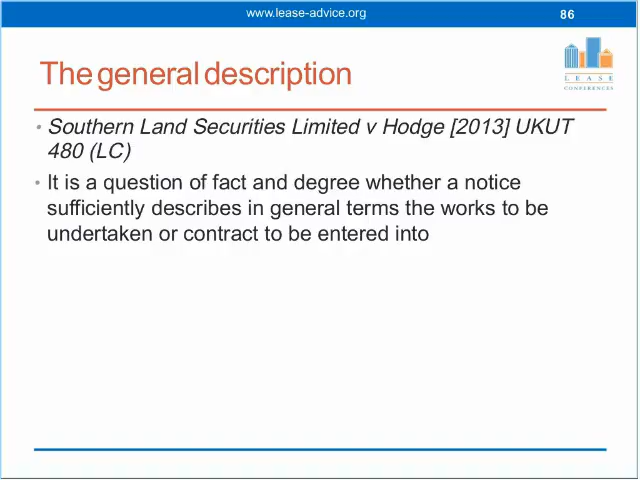 www.lease-advice.org
86
The general description
L E A S E
CONFERENCES
• Southern Land Securities Limited v Hodge [2013] UKUT
480 (LC)
• It is a question of fact and degree whether a notice
sufficiently describes in general terms the works to be
undertaken or contract to be entered into